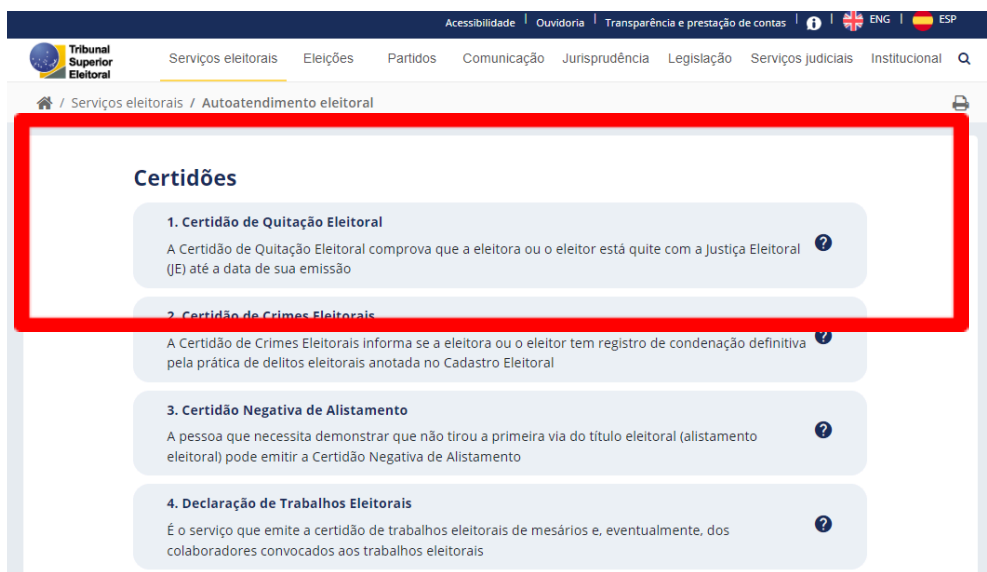 Acessibilidade | Ouvidoria | Transparência e prestação de contas | i | ENG | ESP
Tribunal
Superior
Eleitoral
Serviços eleitorais Eleições Partidos Comunicação Jurisprudência Legislação Serviços judiciais Institucional
/ Serviços eleitorais / Autoatendimento eleitoral
Certidões
1. Certidão de Quitação Eleitoral
A Certidão de Quitação Eleitoral comprova que a eleitora ou o eleitor está quite com a Justiça Eleitoral
(JE) até a data de sua emissão
?
2. Certidão de Crimes Eleitorais
A Certidão de Crimes Eleitorais informa se a eleitora ou o eleitor tem registro de condenação definitiva
pela prática de delitos eleitorais anotada no Cadastro Eleitoral
?
3. Certidão Negativa de Alistamento
A pessoa que necessita demonstrar que não tirou a primeira via do título eleitoral (alistamento
eleitoral) pode emitir a Certidão Negativa de Alistamento
?
4. Declaração de Trabalhos Eleitorais
É o serviço que emite a certidão de trabalhos eleitorais de mesários e, eventualmente, dos
colaboradores convocados aos trabalhos eleitorais
?